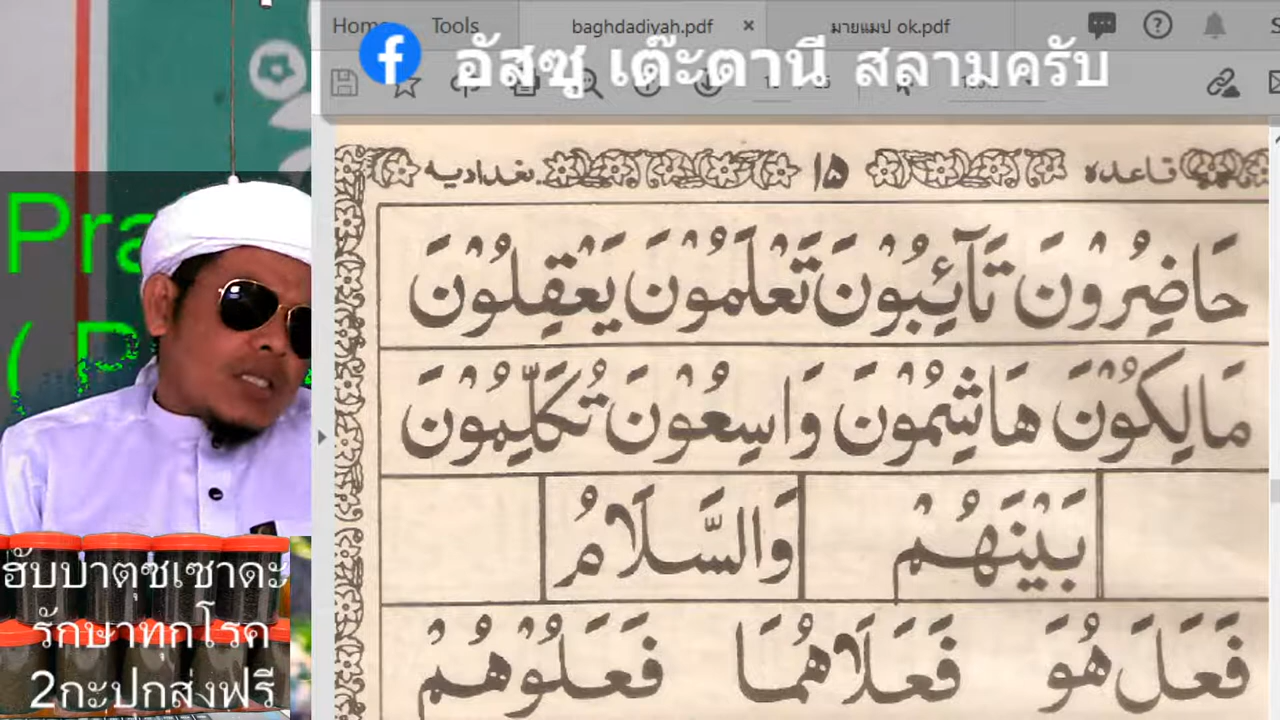 Home Tools baghdadiyah.pdf มายแมป ok.pdf
อัสซู เต๊ะตานี สลามครับ
قاعده ۱۵ بغداديه
حَاضِرُوْنَ تَآئِبُوْنَ تَعْلَمُوْنَ يَعْقِلُوْنَ
مَالِكُوْنَ هَاشِمُوْنَ وَاسِعُوْنَ تُكَلِّمُوْنَ
بَيْنَهُمْ وَالسَّلَامُ
فَعَلَ هُوَ فَعَلَا هُمَا فَعَلُوْهُمْ
Pra
( P
ฮับบาตุซเซาดะ
รักษาทุกโรค
2กะปุกส่งฟรี